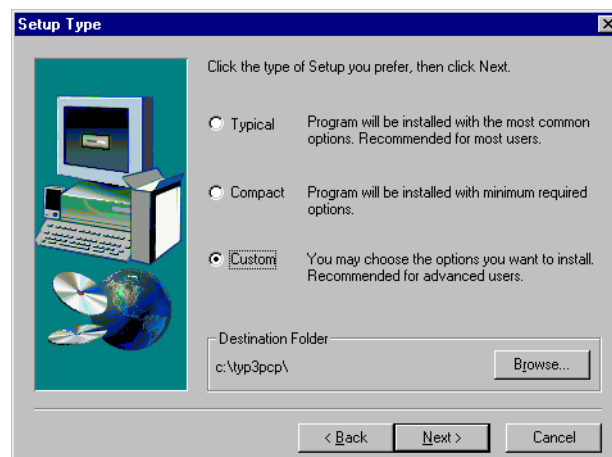 Setup Type
Click the type of Setup you prefer, then click Next.
Typical Program will be installed with the most common
options. Recommended for most users.
Compact Program will be installed with minimum required
options.
Custom You may choose the options you want to install.
Recommended for advanced users.
Destination Folder
c:\typ3pcp\
Browse...
< Back Next > Cancel